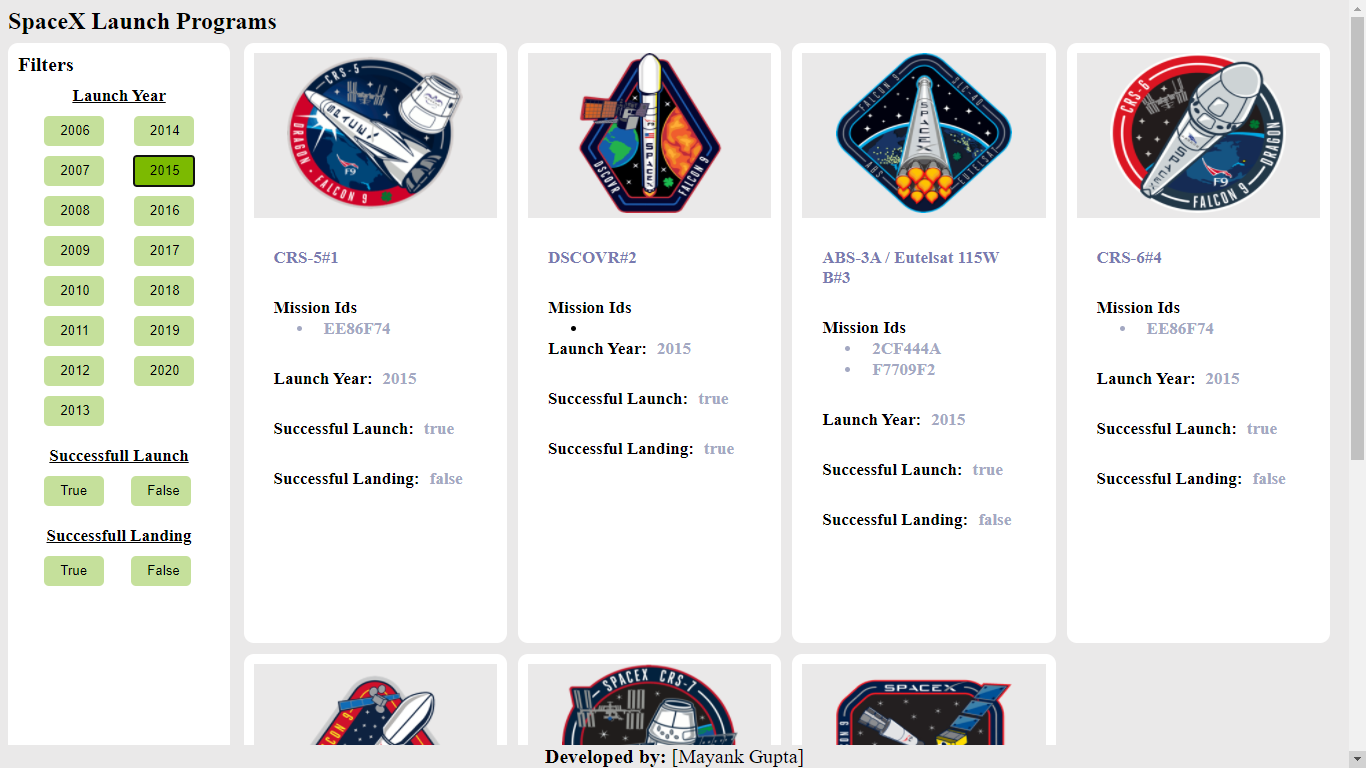 SpaceX Launch Programs
Filters
Launch Year
2006 2014
2007 2015
2008 2016
2009 2017
2010 2018
2011 2019
2012 2020
2013
Successfull Launch
True False
Successfull Landing
True False
CRS-5
SPACEX
F9
DRAGON • FALCON 9
CRS-5#1
Mission Ids
EE86F74
Launch Year: 2015
Successful Launch: true
Successful Landing: false
SPACEX
DSCOVR FALCON 9
DSCOVR#2
Mission Ids
Launch Year: 2015
Successful Launch: true
Successful Landing: true
FALCON 9 SLC-40
SPACEX
ABS EUTELSAT
ABS-3A / Eutelsat 115W
B#3
Mission Ids
2CF444A
F7709F2
Launch Year: 2015
Successful Launch: true
Successful Landing: false
CRS-6
SPACEX
F9
DRAGON
FALCON 9
CRS-6#4
Mission Ids
EE86F74
Launch Year: 2015
Successful Launch: true
Successful Landing: false
FALCON 9
SPACEX CRS-7
SPACEX
FALCON 9
Developed by: [Mayank Gupta]